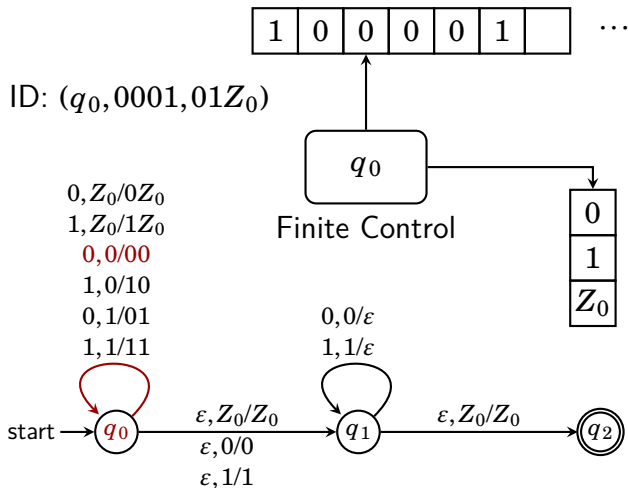 1 0 0 0 0 1 ⋯
ID: (q₀, 0001, 01Z₀)
q₀
Finite Control
0
1
Z₀
0, Z₀/0Z₀
1, Z₀/1Z₀
0, 0/00
1, 0/10
0, 1/01
1, 1/11
0, 0/ε
1, 1/ε
start
q₀
ε, Z₀/Z₀
ε, 0/0
ε, 1/1
q₁
ε, Z₀/Z₀
q₂